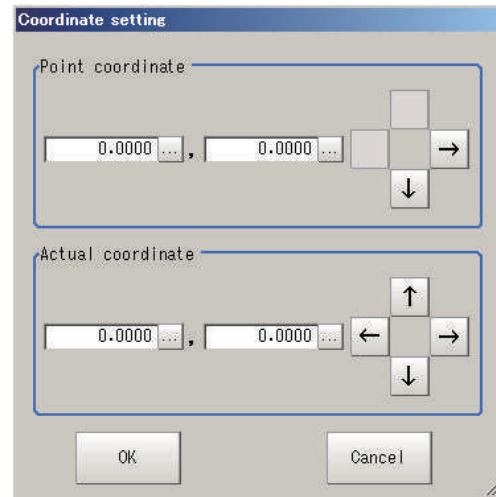 Coordinate setting
Point coordinate
0.0000 ... , 0.0000 ... →
↓
Actual coordinate
↑
0.0000 ... , 0.0000 ... ← →
↓
OK Cancel